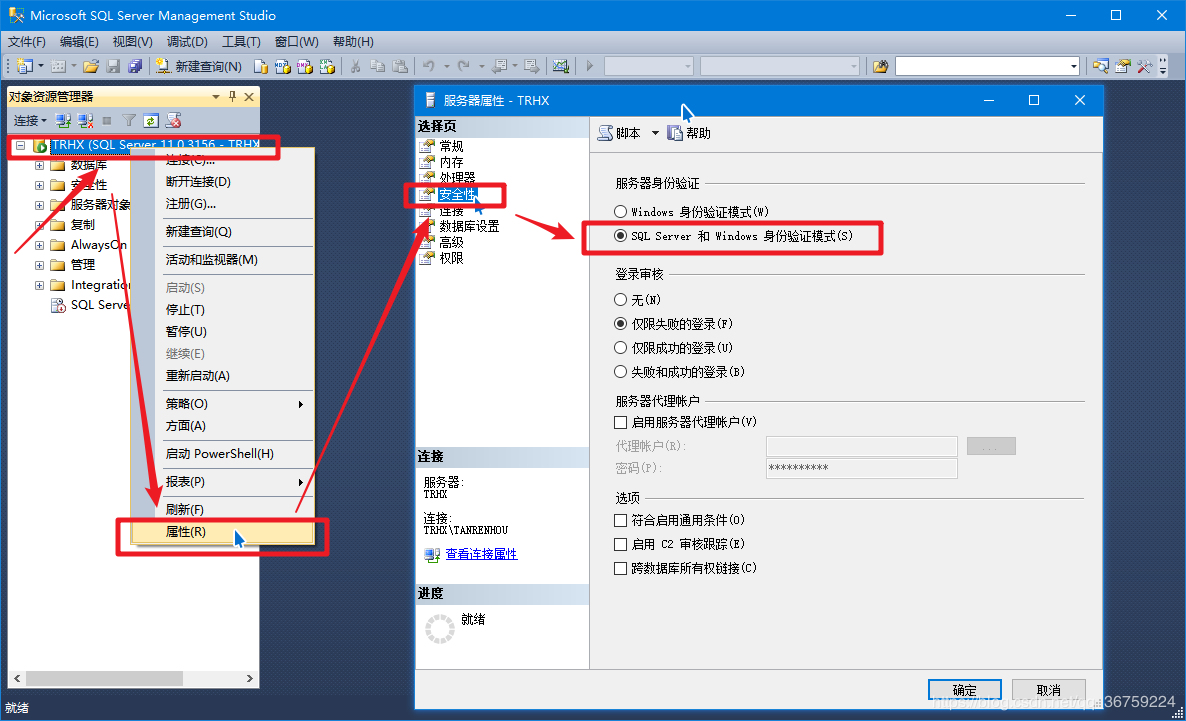 Microsoft SQL Server Management Studio
文件(F) 编辑(E) 视图(V) 调试(D) 工具(T) 窗口(W) 帮助(H)
新建查询(N)
对象资源管理器
连接
TRHX (SQL Server 11.0.3156 - TRHX
数据库
安全性
服务器对象
复制
AlwaysOn
管理
Integration
SQL Serve
连接(C)...
断开连接(D)
注册(G)...
新建查询(Q)
活动和监视器(M)
启动(S)
停止(T)
暂停(U)
继续(E)
重新启动(A)
策略(O)
方面(A)
启动 PowerShell(H)
报表(P)
刷新(F)
属性(R)
服务器属性 - TRHX
选择页
常规
内存
处理器
安全性
连接
数据库设置
高级
权限
连接
服务器:
TRHX
连接:
TRHX\TANRENHOU
查看连接属性
进度
就绪
脚本 帮助
服务器身份验证
Windows 身份验证模式(W)
SQL Server 和 Windows 身份验证模式(S)
登录审核
无(N)
仅限失败的登录(F)
仅限成功的登录(U)
失败和成功的登录(B)
服务器代理帐户
启用服务器代理帐户(V)
代理帐户(R):
...
密码(P):
**********
选项
符合启用通用条件(O)
启用 C2 审核跟踪(E)
跨数据库所有权链接(C)
确定 取消
就绪